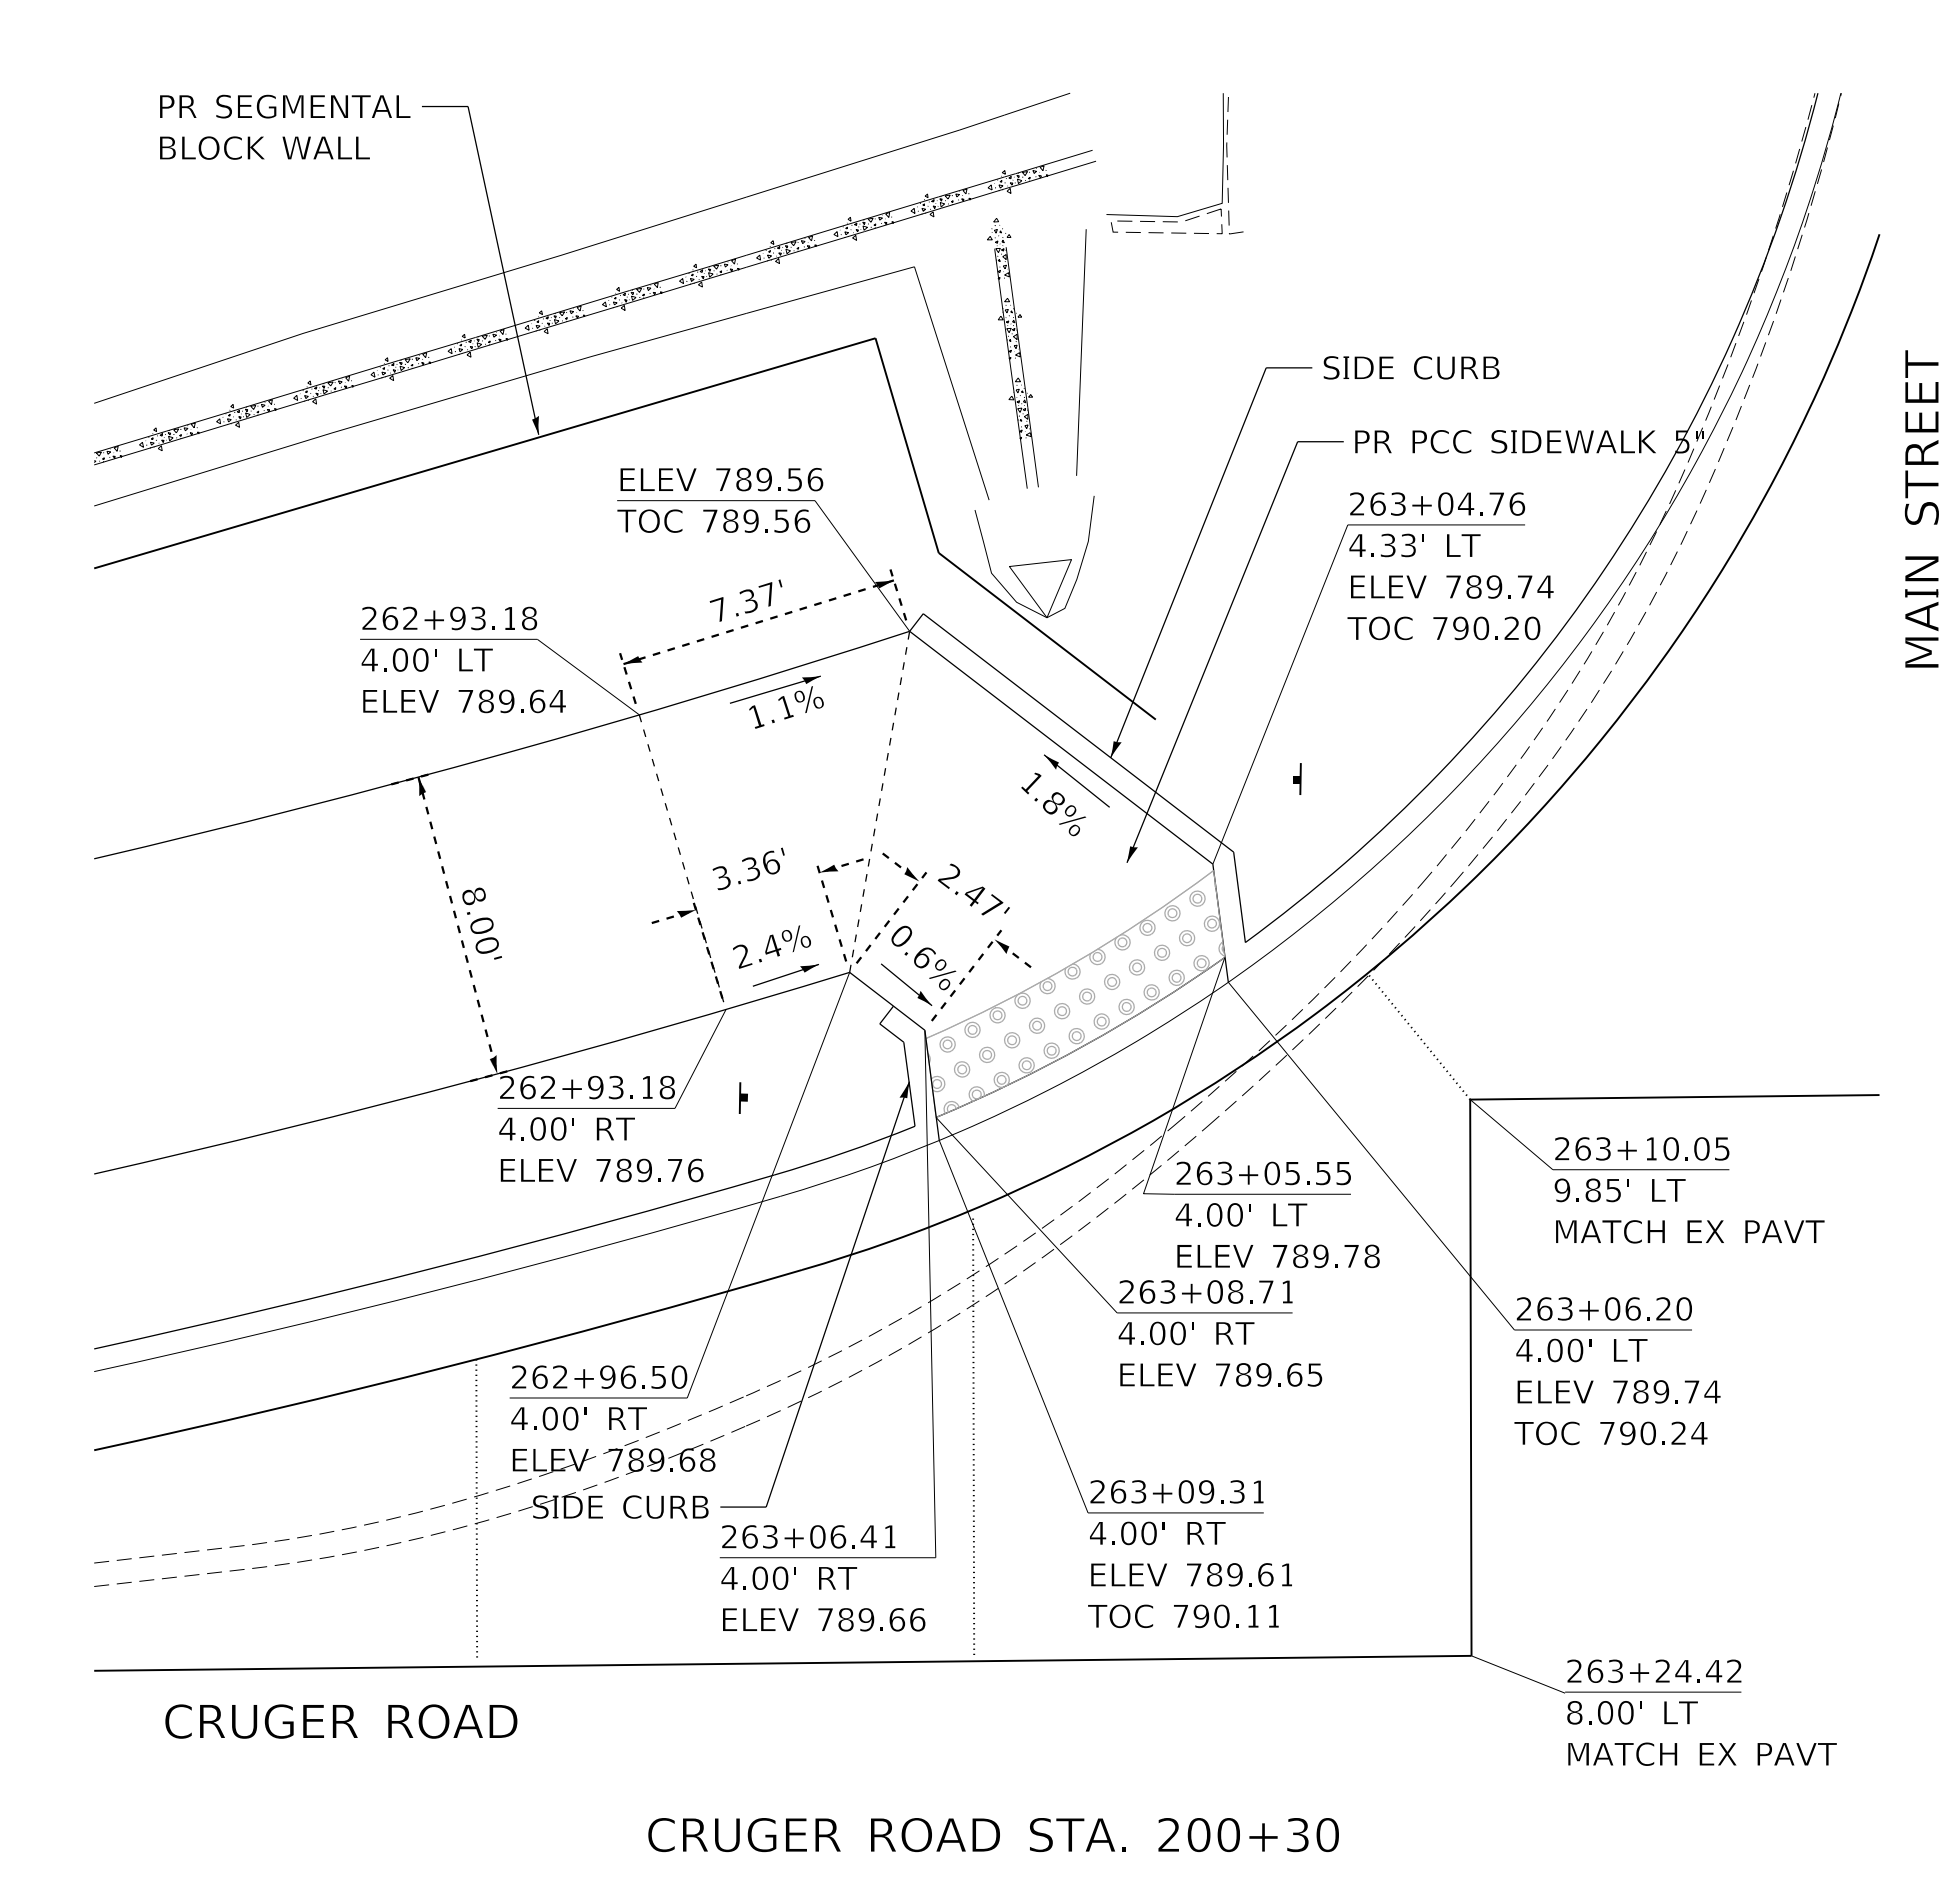 PR SEGMENTAL
BLOCK WALL
SIDE CURB
PR PCC SIDEWALK 5"
MAIN STREET
ELEV 789.56
TOC 789.56
263+04.76
4.33' LT
ELEV 789.74
TOC 790.20
7.37'
262+93.18
4.00' LT
ELEV 789.64
1.1%
1.8%
3.36'
2.47'
8.00'
2.4%
0.6%
262+93.18
4.00' RT
ELEV 789.76
263+10.05
9.85' LT
MATCH EX PAVT
263+05.55
4.00' LT
ELEV 789.78
263+08.71
4.00' RT
ELEV 789.65
263+06.20
4.00' LT
ELEV 789.74
TOC 790.24
262+96.50
4.00' RT
ELEV 789.68
SIDE CURB
263+06.41
4.00' RT
ELEV 789.66
263+09.31
4.00' RT
ELEV 789.61
TOC 790.11
263+24.42
8.00' LT
MATCH EX PAVT
CRUGER ROAD
CRUGER ROAD STA. 200+30